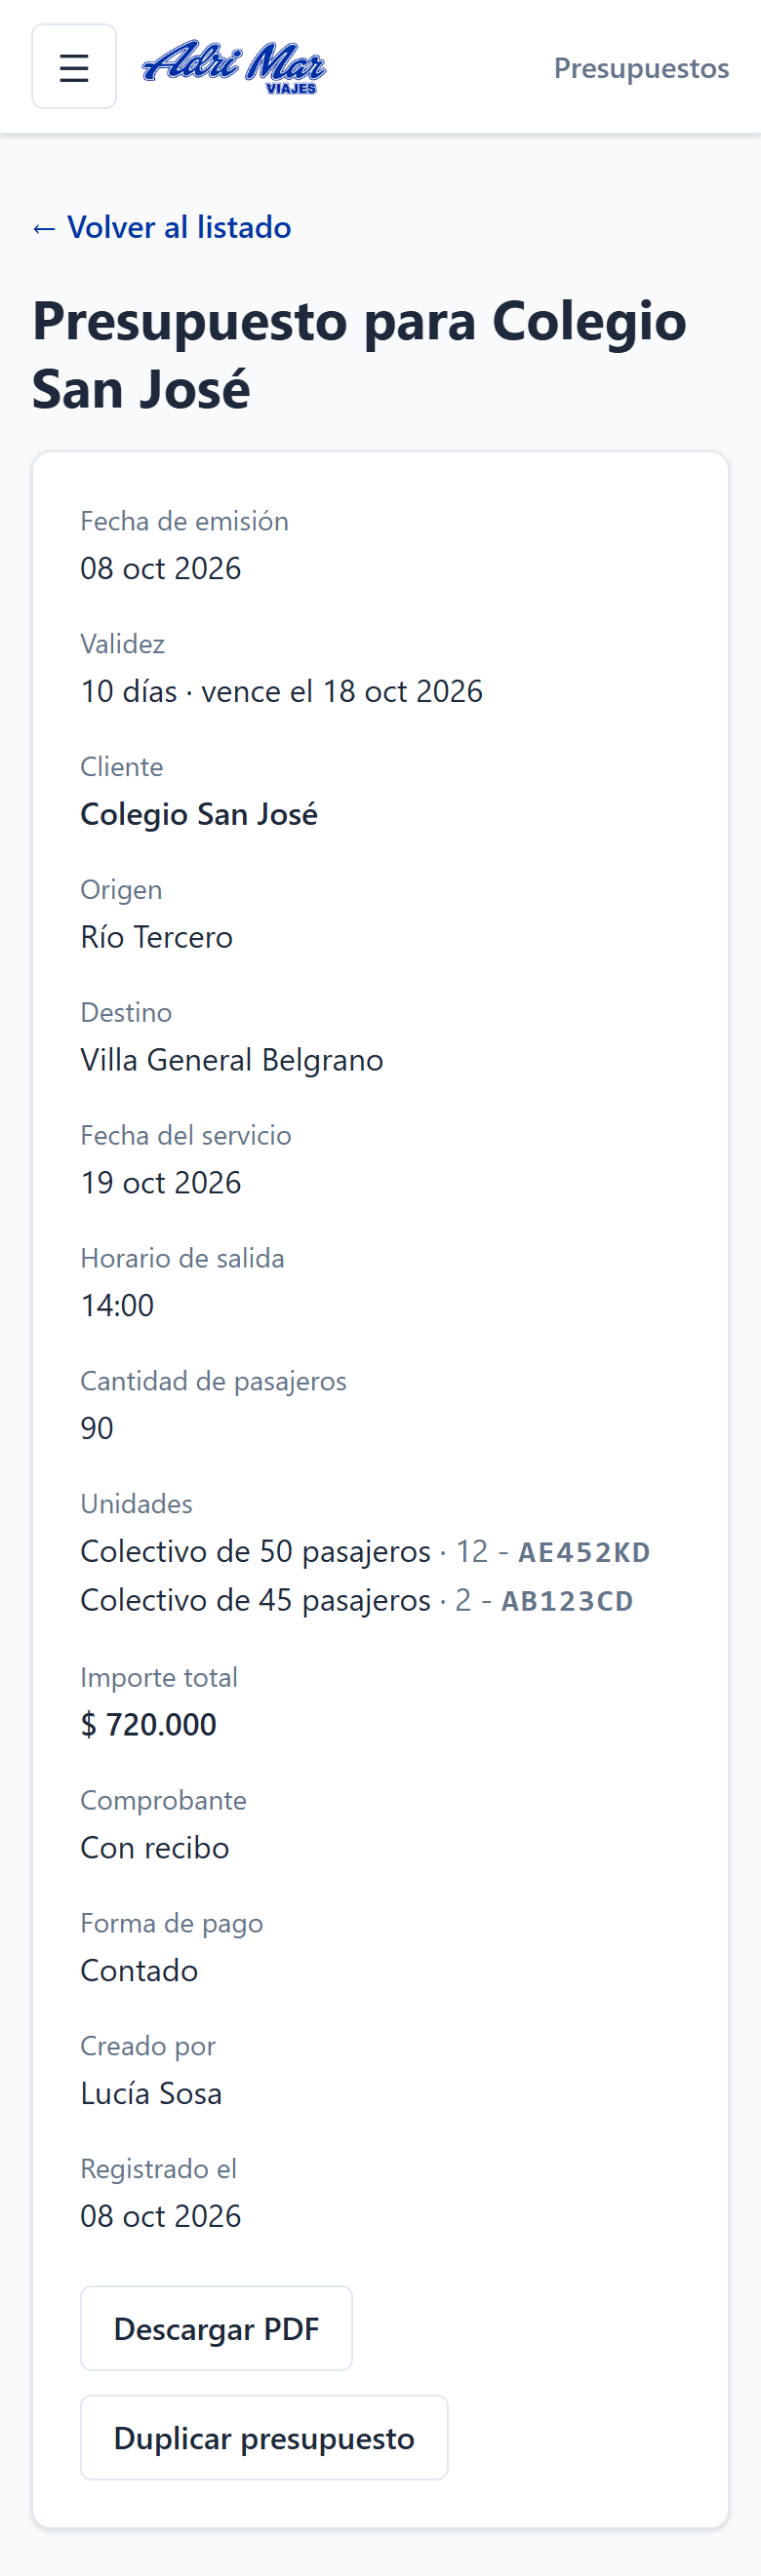 ☰ Adri Mar VIAJES Presupuestos
← Volver al listado
Presupuesto para Colegio
San José
Fecha de emisión
08 oct 2026
Validez
10 días · vence el 18 oct 2026
Cliente
Colegio San José
Origen
Río Tercero
Destino
Villa General Belgrano
Fecha del servicio
19 oct 2026
Horario de salida
14:00
Cantidad de pasajeros
90
Unidades
Colectivo de 50 pasajeros · 12 - AE452KD
Colectivo de 45 pasajeros · 2 - AB123CD
Importe total
$ 720.000
Comprobante
Con recibo
Forma de pago
Contado
Creado por
Lucía Sosa
Registrado el
08 oct 2026
Descargar PDF
Duplicar presupuesto